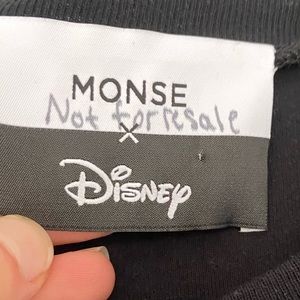 MONSE
Not for resale
X
Disney